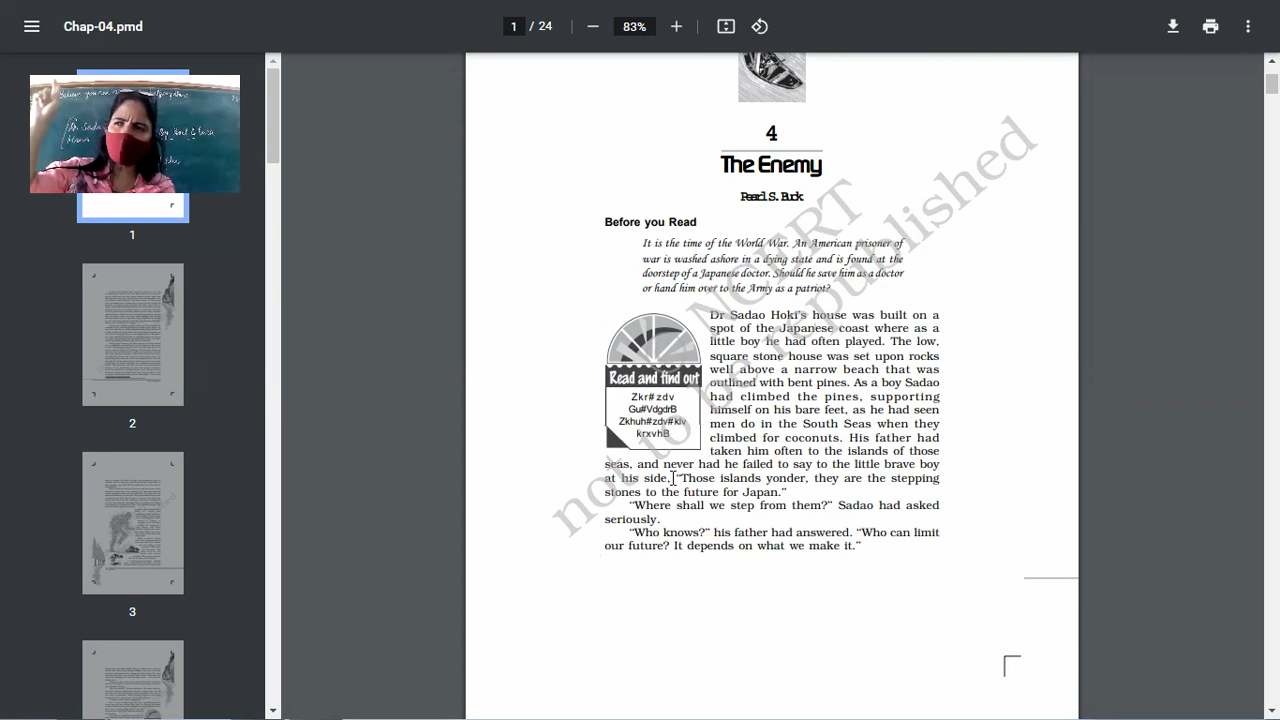 Chap-04.pmd
1 / 24
83%
Believe you
By
1
2
3
4
The Enemy
Pearl S. Buck
Before you Read
It is the time of the World War. An American prisoner of
war is washed ashore in a dying state and is found at the
doorstep of a Japanese doctor. Should he save him as a doctor
or hand him over to the Army as a patriot?
Read and find out
Zkr# zdv
Gu#VdgdrB
Zkhuh#zdv#klv
krxvhB
Dr Sadao Hoki's house was built on a
spot of the Japanese coast where as a
little boy he had often played. The low,
square stone house was set upon rocks
well above a narrow beach that was
outlined with bent pines. As a boy Sadao
had climbed the pines, supporting
himself on his bare feet, as he had seen
men do in the South Seas when they
climbed for coconuts. His father had
taken him often to the islands of those
seas, and never had he failed to say to the little brave boy
at his side, “Those islands yonder, they are the stepping
stones to the future for Japan.”
“Where shall we step from them?” Sadao had asked
seriously.
“Who knows?” his father had answered. “Who can limit
our future? It depends on what we make it.”
NCERT
not to be republished